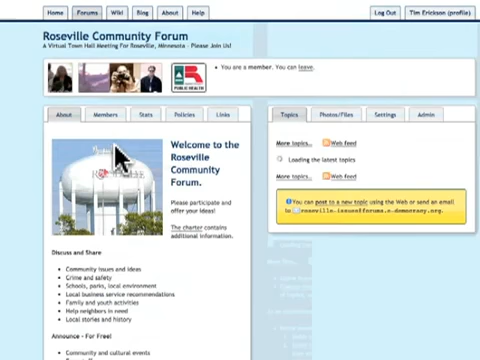 Home Forums Wiki Blog About Help Log Out Tim Erickson (profile)
Roseville Community Forum
A Virtual Town Hall Meeting For Roseville, Minnesota - Please Join Us!
You are a member. You can leave.
PUBLIC HEALTH
About Members Stats Policies Links
Topics Photos/Files Settings Admin
Welcome to the
Roseville
Community
Forum.
Please participate and
offer your ideas!
The charter contains
additional information.
More topics... Web feed
Loading the latest topics
More topics... Web feed
You can post to a new topic using the Web or send an email
to roseville-issues@forums.e-democracy.org.
Discuss and Share
Community issues and ideas
Crime and safety
Schools, parks, local environment
Local business service recommendations
Family and youth activities
Help neighbors in need
Local stories and history
Announce - For Free!
Community and cultural events